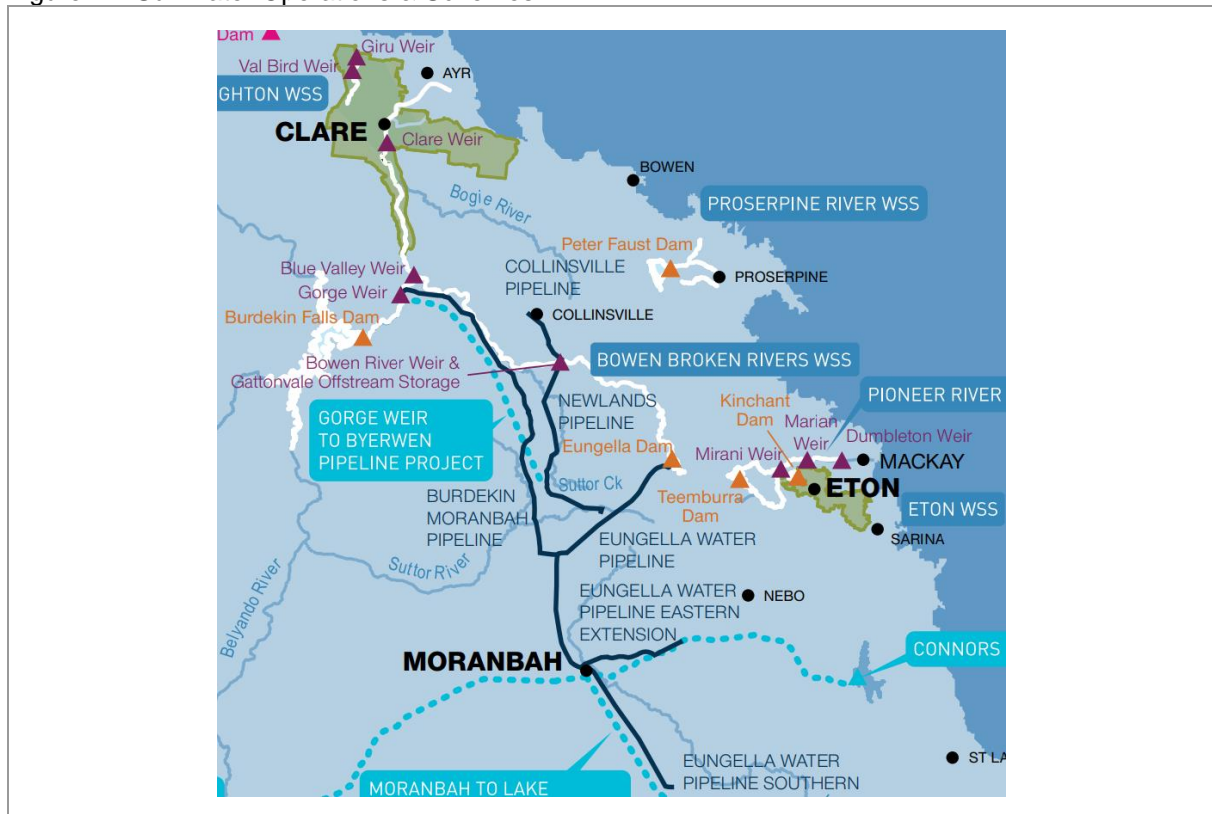 Dam
Giru Weir
Val Bird Weir
AYR
GHTON WSS
CLARE
Clare Weir
BOWEN
Bogie River
PROSERPINE RIVER WSS
Peter Faust Dam
Blue Valley Weir
COLLINSVILLE
PIPELINE
PROSERPINE
Gorge Weir
Burdekin Falls Dam
COLLINSVILLE
Bowen River Weir &
Gattonvale Offstream Storage
BOWEN BROKEN RIVERS WSS
Kinchant
Dam
PIONEER RIVER
NEWLANDS
PIPELINE
Marian
Weir
Dumbleton Weir
GORGE WEIR
TO BYERWEN
PIPELINE PROJECT
Eungella Dam
Mirani Weir
MACKAY
ETON
Suttor Ck
Teemburra
Dam
BURDEKIN
MORANBAH
PIPELINE
ETON WSS
SARINA
EUNGELLA WATER
PIPELINE
Suttor River
Belyando River
EUNGELLA WATER
PIPELINE EASTERN
EXTENSION
NEBO
CONNORS
MORANBAH
EUNGELLA WATER
PIPELINE SOUTHERN
ST LA
MORANBAH TO LAKE